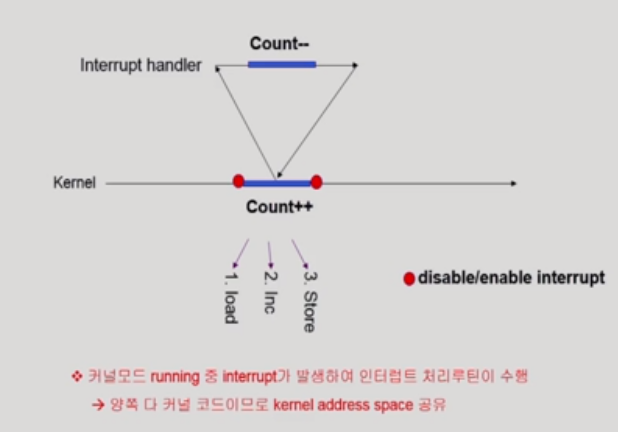 Count--
Interrupt handler
Kernel
Count++
1. load
2. Inc
3. Store
disable/enable interrupt
❖ 커널모드 running 중 interrupt가 발생하여 인터럽트 처리루틴이 수행
→ 양쪽 다 커널 코드이므로 kernel address space 공유